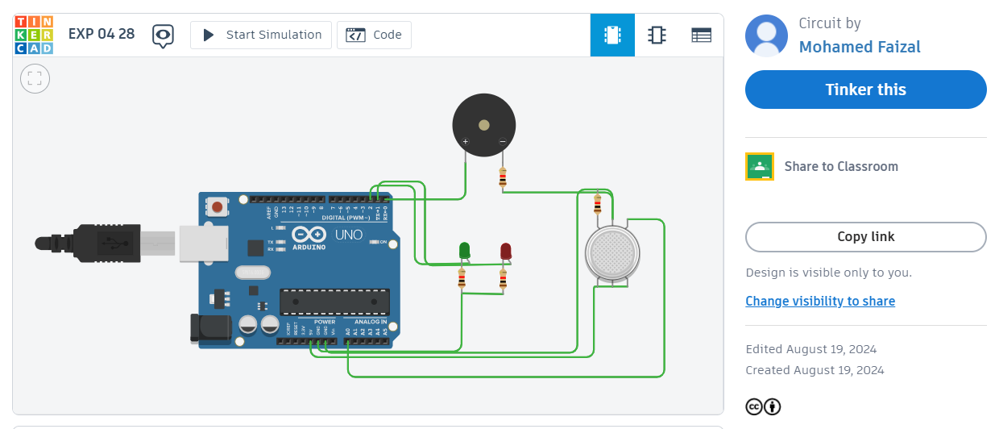 TIN
KER
CAD
EXP 04 28
Start Simulation
Code
Circuit by
Mohamed Faizal
Tinker this
Share to Classroom
Copy link
Design is visible only to you.
Change visibility to share
Edited August 19, 2024
Created August 19, 2024
cc
+ −
AREF
GND
13
12
~11
~10
~9
8
7
~6
~5
4
~3
2
TX→1
RX←0
DIGITAL (PWM~)
L
TX
RX
ARDUINO
UNO
ON
POWER
ANALOG IN
IOREF
RESET
3.3V
5V
GND
GND
Vin
A0
A1
A2
A3
A4
A5